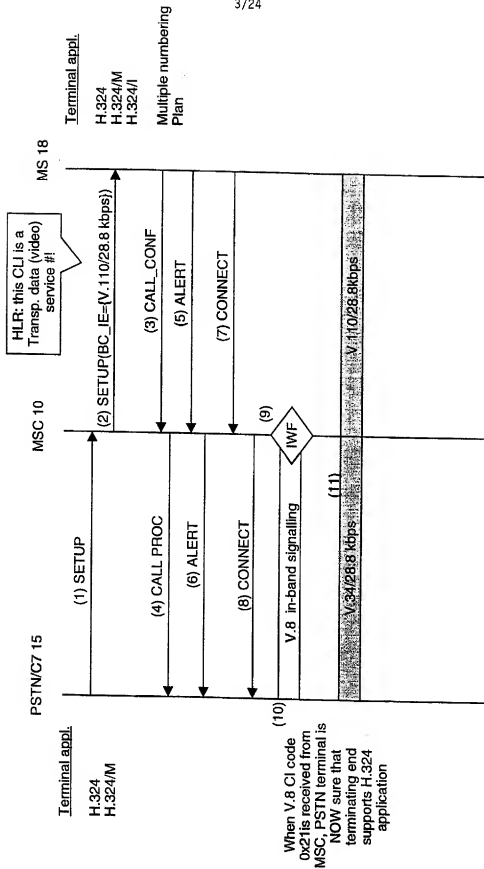 3/24
Terminal appl.
H.324
H.324/M
PSTN/C7 15
MSC 10
HLR: this CLI is a
Transp. data (video)
service #!
MS 18
Terminal appl.
H.324
H.324/M
H.324/I
Multiple numbering
Plan
(1) SETUP
(2) SETUP(BC_IE={V.110/28.8 kbps})
(3) CALL_CONF
(4) CALL PROC
(5) ALERT
(6) ALERT
(7) CONNECT
(8) CONNECT
(9)
IWF
(10)
V.8 in-band signalling
(11)
V.34/28.8 kbps
V.110/28.8kbps
When V.8 CI code
0x21is received from
MSC, PSTN terminal is
NOW sure that
terminating end
supports H.324
application